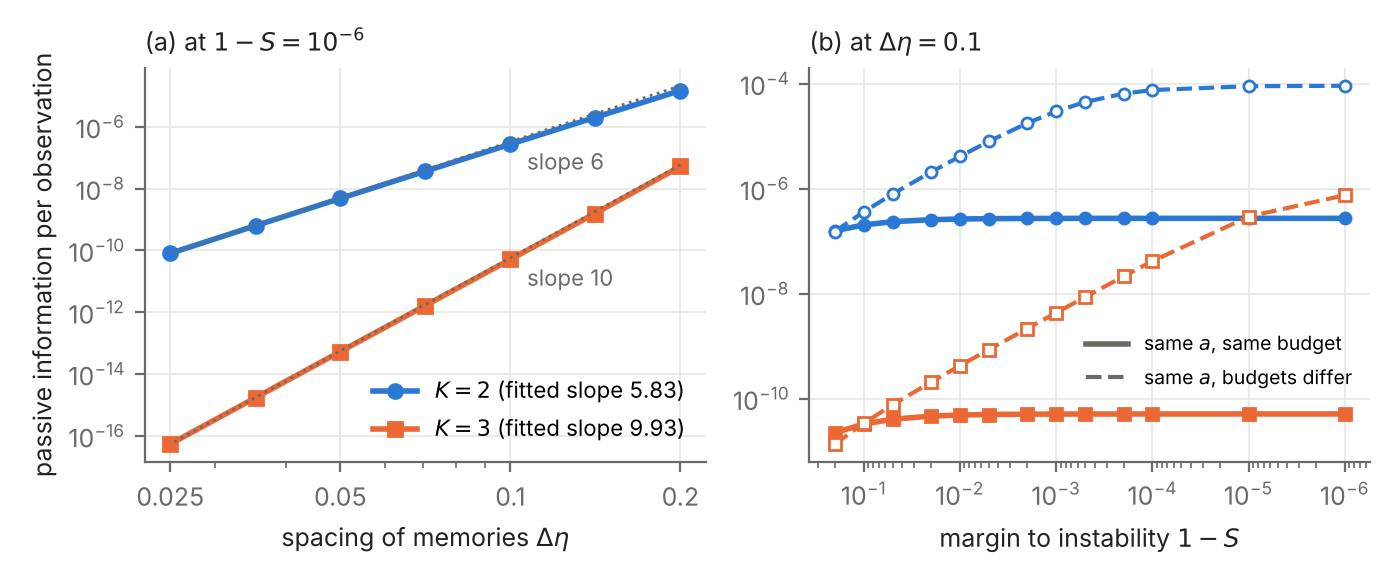 (a) at 1 − S = 10⁻⁶
passive information per observation
10⁻⁶
10⁻⁸
10⁻¹⁰
10⁻¹²
10⁻¹⁴
10⁻¹⁶
slope 6
slope 10
K = 2 (fitted slope 5.83)
K = 3 (fitted slope 9.93)
0.025
0.05
0.1
0.2
spacing of memories Δη
(b) at Δη = 0.1
10⁻⁴
10⁻⁶
10⁻⁸
10⁻¹⁰
same a, same budget
same a, budgets differ
10⁻¹
10⁻²
10⁻³
10⁻⁴
10⁻⁵
10⁻⁶
margin to instability 1 − S